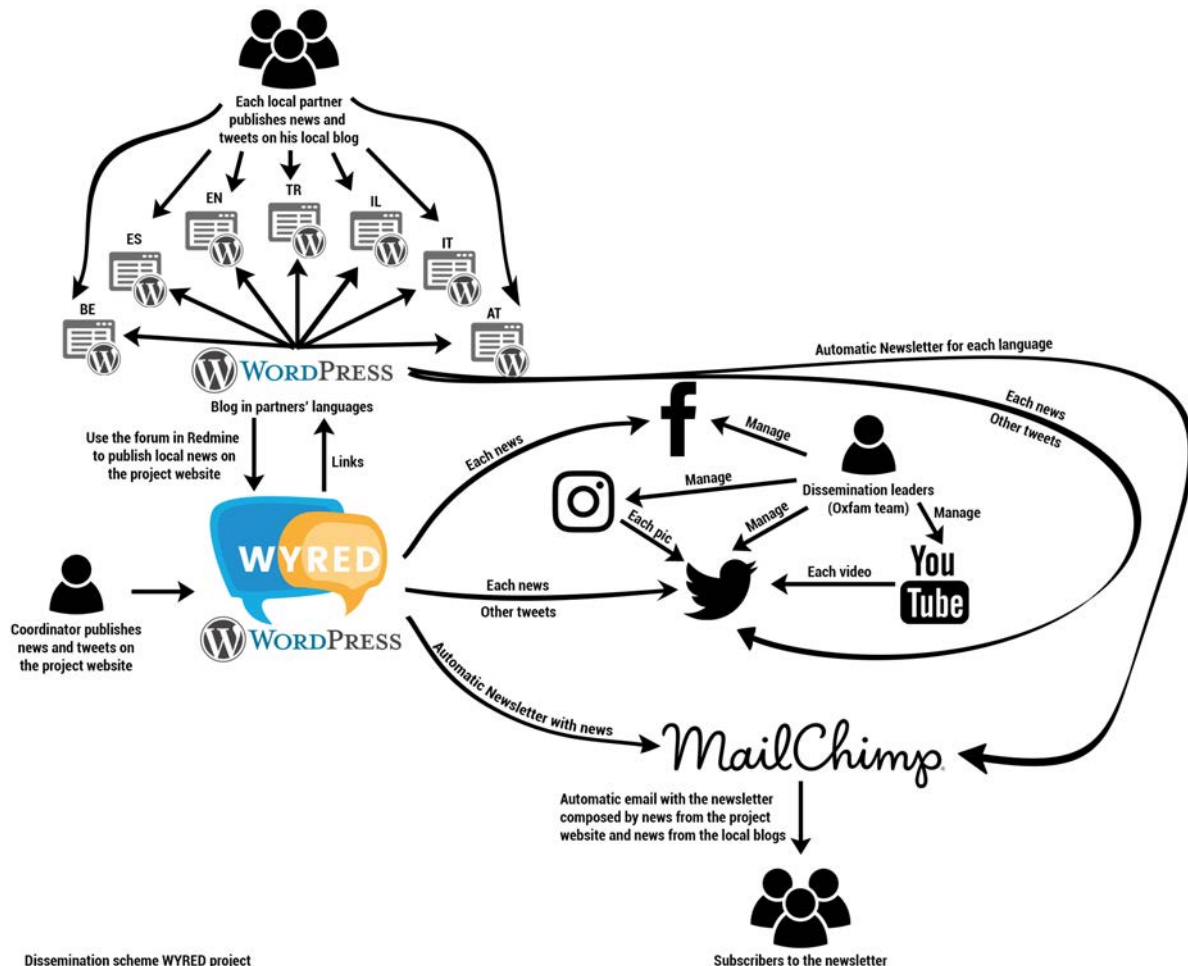 Each local partner
publishes news and
tweets on his local blog
TR
EN
IL
ES
IT
BE
AT
WORDPRESS
Blog in partners' languages
Automatic Newsletter for each language
Each news
Other tweets
Use the forum in Redmine
to publish local news on
the project website
Links
Each news
Manage
Manage
Dissemination leaders
(Oxfam team)
Manage
Manage
Each pic
WYRED
Each news
Other tweets
Each video
You
Tube
WORDPRESS
Coordinator publishes
news and tweets on
the project website
Automatic Newsletter with news
MailChimp
Automatic email with the newsletter
composed by news from the project
website and news from the local blogs
Subscribers to the newsletter
Dissemination scheme WYRED project